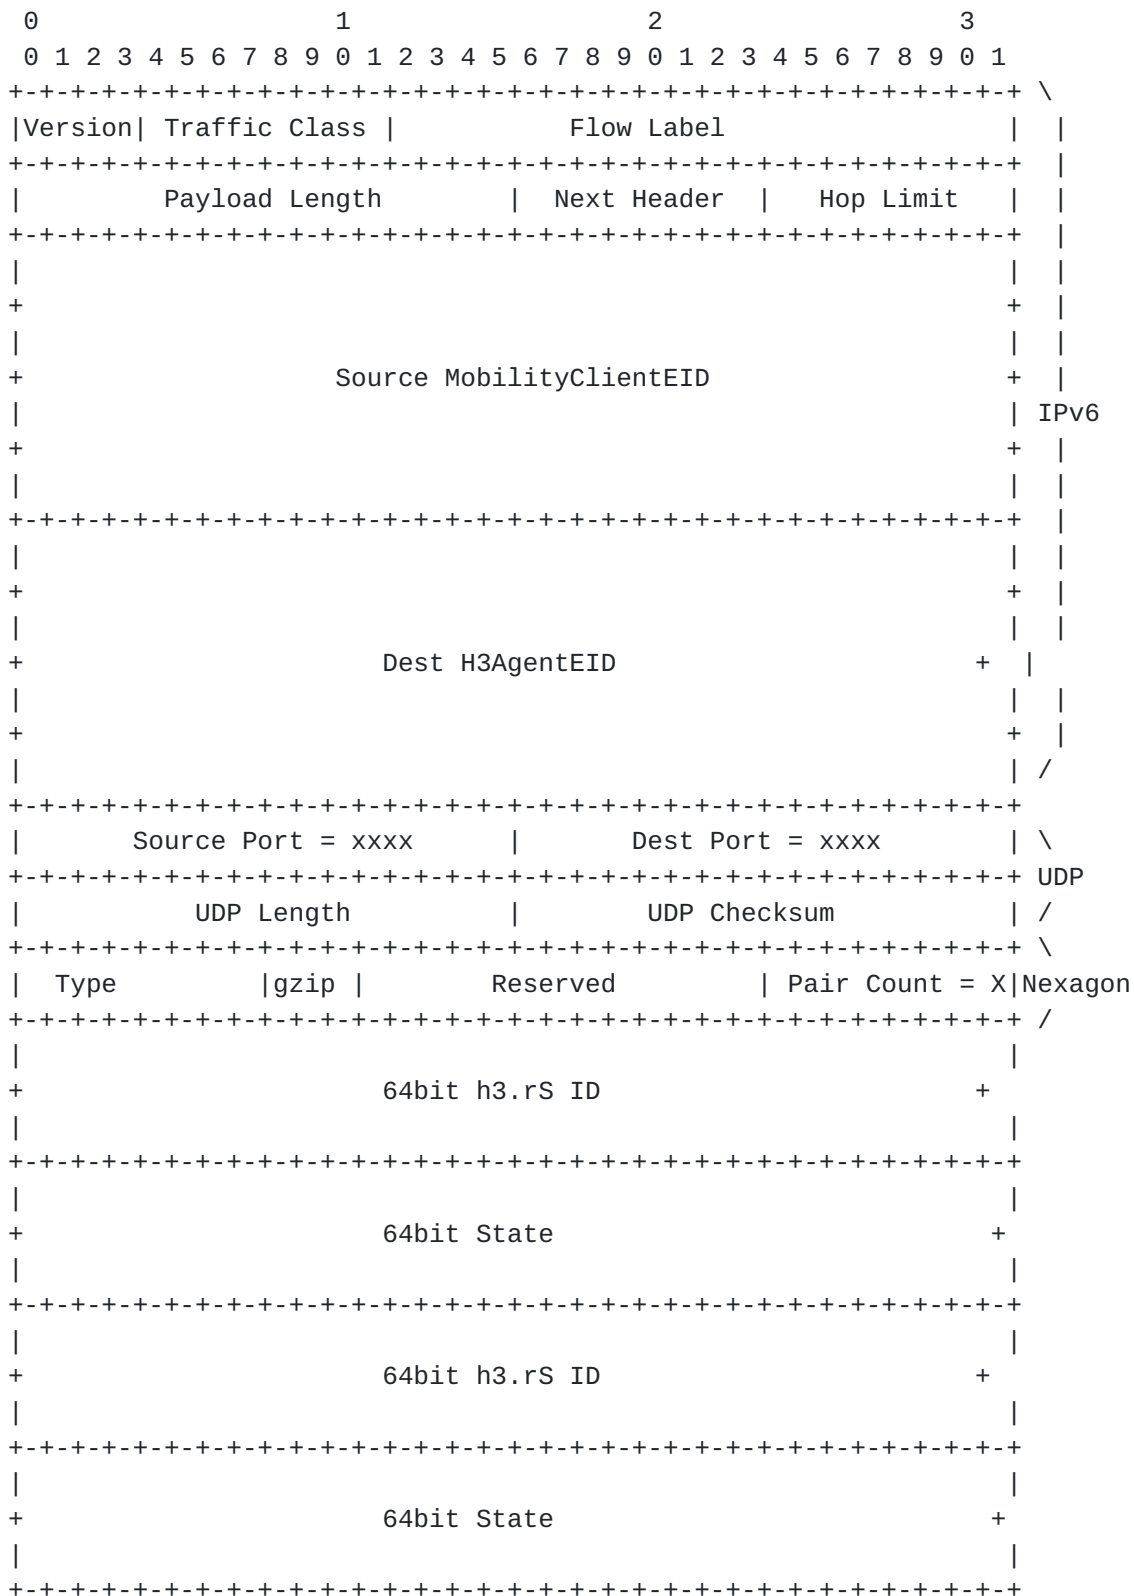 0                   1                   2                   3
 0 1 2 3 4 5 6 7 8 9 0 1 2 3 4 5 6 7 8 9 0 1 2 3 4 5 6 7 8 9 0 1
+-+-+-+-+-+-+-+-+-+-+-+-+-+-+-+-+-+-+-+-+-+-+-+-+-+-+-+-+-+-+-+-+ \
|Version| Traffic Class |           Flow Label                  |  |
+-+-+-+-+-+-+-+-+-+-+-+-+-+-+-+-+-+-+-+-+-+-+-+-+-+-+-+-+-+-+-+-+  |
|         Payload Length        |  Next Header  |   Hop Limit   |  |
+-+-+-+-+-+-+-+-+-+-+-+-+-+-+-+-+-+-+-+-+-+-+-+-+-+-+-+-+-+-+-+-+  |
|                                                               |  |
+                                                               +  |
|                                                               |  |
+                    Source MobilityClientEID                   +  |
|                                                               | IPv6
+                                                               +  |
|                                                               |  |
+-+-+-+-+-+-+-+-+-+-+-+-+-+-+-+-+-+-+-+-+-+-+-+-+-+-+-+-+-+-+-+-+  |
|                                                               |  |
+                                                               +  |
|                                                               |  |
+                       Dest H3AgentEID                       +  |
|                                                               |  |
+                                                               +  |
|                                                               | /
+-+-+-+-+-+-+-+-+-+-+-+-+-+-+-+-+-+-+-+-+-+-+-+-+-+-+-+-+-+-+-+-+
|       Source Port = xxxx      |       Dest Port = xxxx        | \
+-+-+-+-+-+-+-+-+-+-+-+-+-+-+-+-+-+-+-+-+-+-+-+-+-+-+-+-+-+-+-+-+ UDP
|           UDP Length          |        UDP Checksum           | /
+-+-+-+-+-+-+-+-+-+-+-+-+-+-+-+-+-+-+-+-+-+-+-+-+-+-+-+-+-+-+-+-+ \
|  Type         |gzip |        Reserved         | Pair Count = X|Nexagon
+-+-+-+-+-+-+-+-+-+-+-+-+-+-+-+-+-+-+-+-+-+-+-+-+-+-+-+-+-+-+-+-+ /
|                                                               |
+                       64bit h3.rS ID                        +
|                                                               |
+-+-+-+-+-+-+-+-+-+-+-+-+-+-+-+-+-+-+-+-+-+-+-+-+-+-+-+-+-+-+-+-+
|                                                               |
+                       64bit State                            +
|                                                               |
+-+-+-+-+-+-+-+-+-+-+-+-+-+-+-+-+-+-+-+-+-+-+-+-+-+-+-+-+-+-+-+-+
|                                                               |
+                       64bit h3.rS ID                        +
|                                                               |
+-+-+-+-+-+-+-+-+-+-+-+-+-+-+-+-+-+-+-+-+-+-+-+-+-+-+-+-+-+-+-+-+
|                                                               |
+                       64bit State                            +
|                                                               |
+-+-+-+-+-+-+-+-+-+-+-+-+-+-+-+-+-+-+-+-+-+-+-+-+-+-+-+-+-+-+-+-+